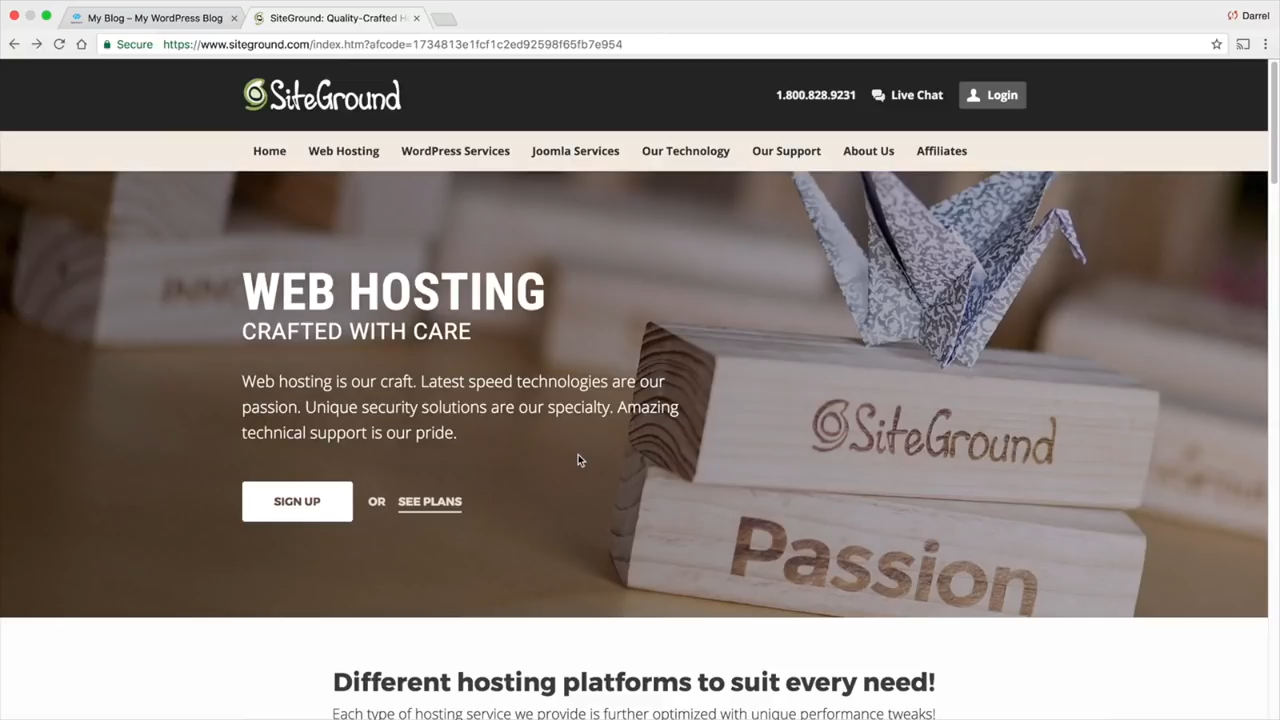 My Blog – My WordPress Blog
SiteGround: Quality-Crafted H
Darrel
Secure https://www.siteground.com/index.htm?afcode=1734813e1fcf1c2ed92598f65fb7e954
SiteGround
1.800.828.9231 Live Chat Login
Home Web Hosting WordPress Services Joomla Services Our Technology Our Support About Us Affiliates
WEB HOSTING
CRAFTED WITH CARE
Web hosting is our craft. Latest speed technologies are our
passion. Unique security solutions are our specialty. Amazing
technical support is our pride.
SIGN UP OR SEE PLANS
SiteGround
Passion
Different hosting platforms to suit every need!
Each type of hosting service we provide is further optimized with unique performance tweaks!